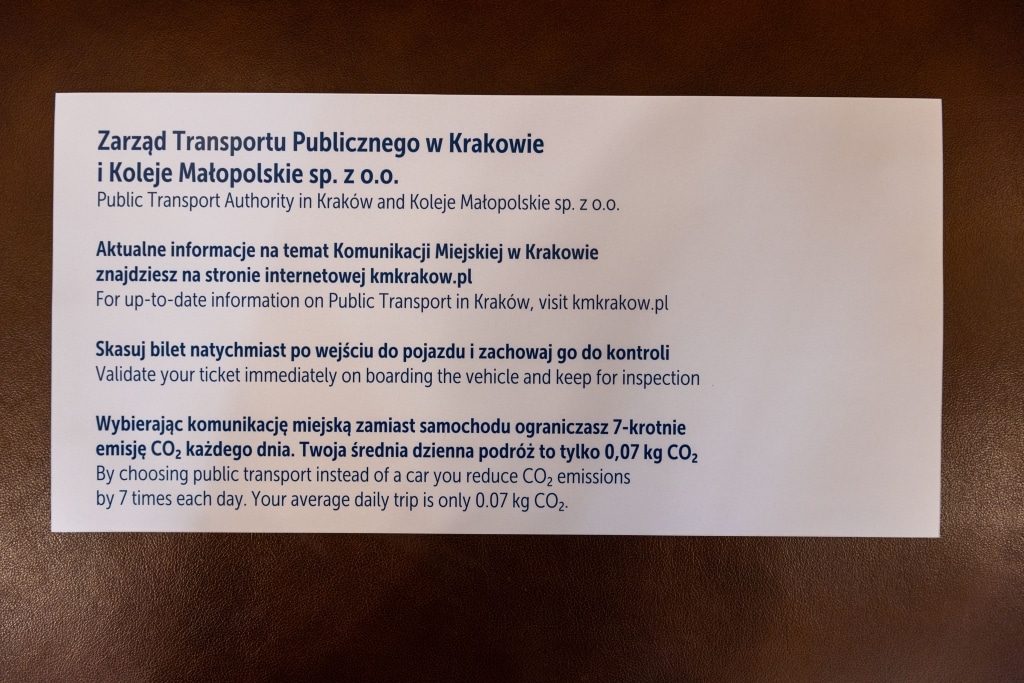 Zarząd Transportu Publicznego w Krakowie
i Koleje Małopolskie sp. z o.o.
Public Transport Authority in Kraków and Koleje Małopolskie sp. z o.o.
Aktualne informacje na temat Komunikacji Miejskiej w Krakowie
znajdziesz na stronie internetowej kmkrakow.pl
For up-to-date information on Public Transport in Kraków, visit kmkrakow.pl
Skasuj bilet natychmiast po wejściu do pojazdu i zachowaj go do kontroli
Validate your ticket immediately on boarding the vehicle and keep for inspection
Wybierając komunikację miejską zamiast samochodu ograniczasz 7-krotnie
emisję CO₂ każdego dnia. Twoja średnia dzienna podróż to tylko 0,07 kg CO₂
By choosing public transport instead of a car you reduce CO₂ emissions
by 7 times each day. Your average daily trip is only 0.07 kg CO₂.